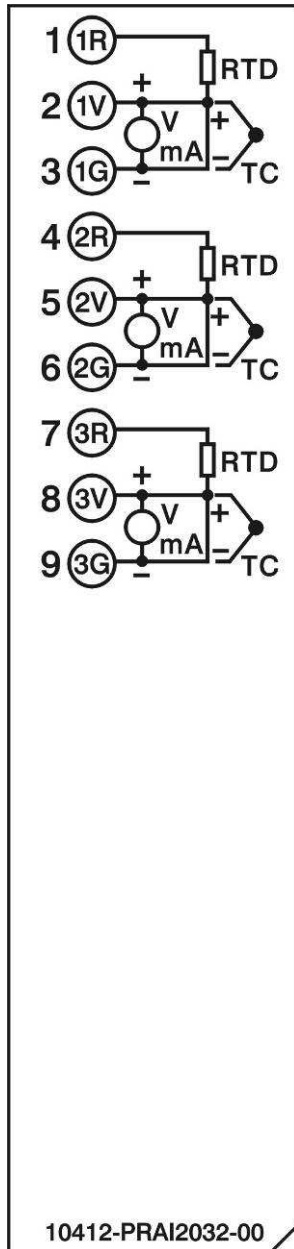 1 1R RTD
+
2 1V V +
mA
3 1G − − TC
4 2R RTD
+
5 2V V +
mA
6 2G − − TC
7 3R RTD
+
8 3V V +
mA
9 3G − − TC
10412-PRAI2032-00